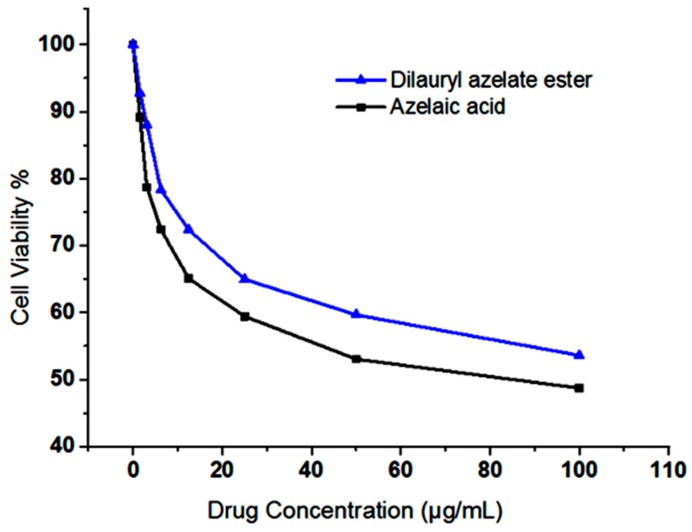 100
90
80
70
60
50
40
Cell Viability %
Dilauryl azelate ester
Azelaic acid
0 20 40 60 80 100 110
Drug Concentration (μg/mL)